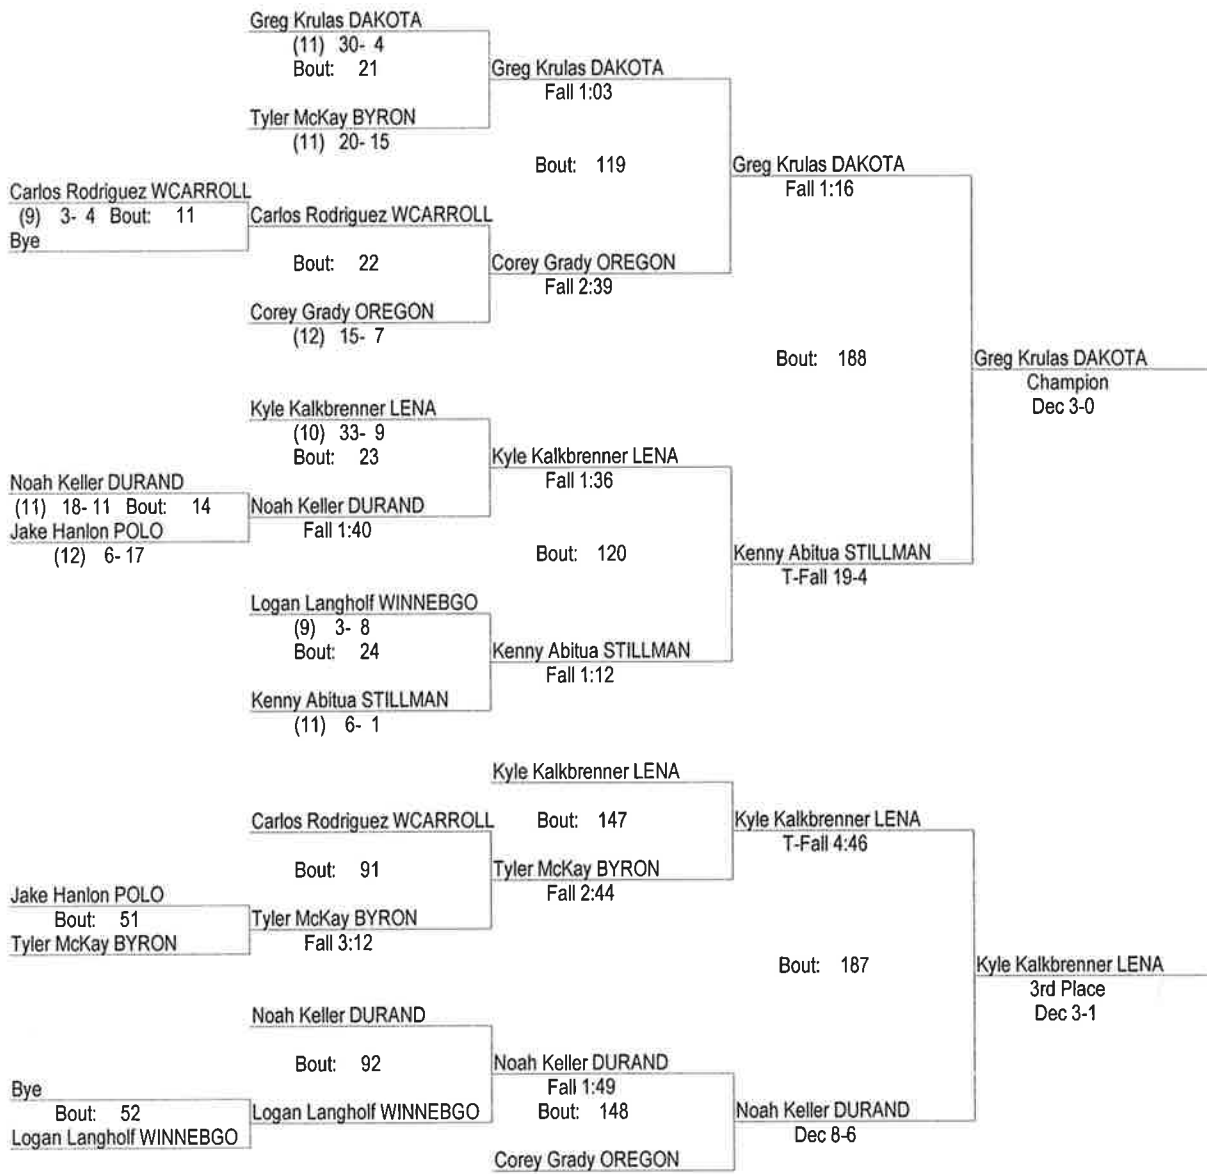 Greg Krulas DAKOTA
(11) 30- 4
Bout: 21
Greg Krulas DAKOTA
Fall 1:03
Tyler McKay BYRON
(11) 20- 15
Bout: 119
Greg Krulas DAKOTA
Fall 1:16
Carlos Rodriguez WCARROLL
(9) 3- 4 Bout: 11
Bye
Carlos Rodriguez WCARROLL
Bout: 22
Corey Grady OREGON
Fall 2:39
Corey Grady OREGON
(12) 15- 7
Bout: 188
Greg Krulas DAKOTA
Champion
Dec 3-0
Kyle Kalkbrenner LENA
(10) 33- 9
Bout: 23
Kyle Kalkbrenner LENA
Fall 1:36
Noah Keller DURAND
(11) 18- 11 Bout: 14
Jake Hanlon POLO
(12) 6- 17
Noah Keller DURAND
Fall 1:40
Bout: 120
Kenny Abitua STILLMAN
T-Fall 19-4
Logan Langholf WINNEBGO
(9) 3- 8
Bout: 24
Kenny Abitua STILLMAN
Fall 1:12
Kenny Abitua STILLMAN
(11) 6- 1
Kyle Kalkbrenner LENA
Bout: 147
Kyle Kalkbrenner LENA
T-Fall 4:46
Carlos Rodriguez WCARROLL
Bout: 91
Tyler McKay BYRON
Fall 2:44
Jake Hanlon POLO
Bout: 51
Tyler McKay BYRON
Tyler McKay BYRON
Fall 3:12
Bout: 187
Kyle Kalkbrenner LENA
3rd Place
Dec 3-1
Noah Keller DURAND
Bout: 92
Noah Keller DURAND
Fall 1:49
Bout: 148
Bye
Bout: 52
Logan Langholf WINNEBGO
Logan Langholf WINNEBGO
Noah Keller DURAND
Dec 8-6
Corey Grady OREGON